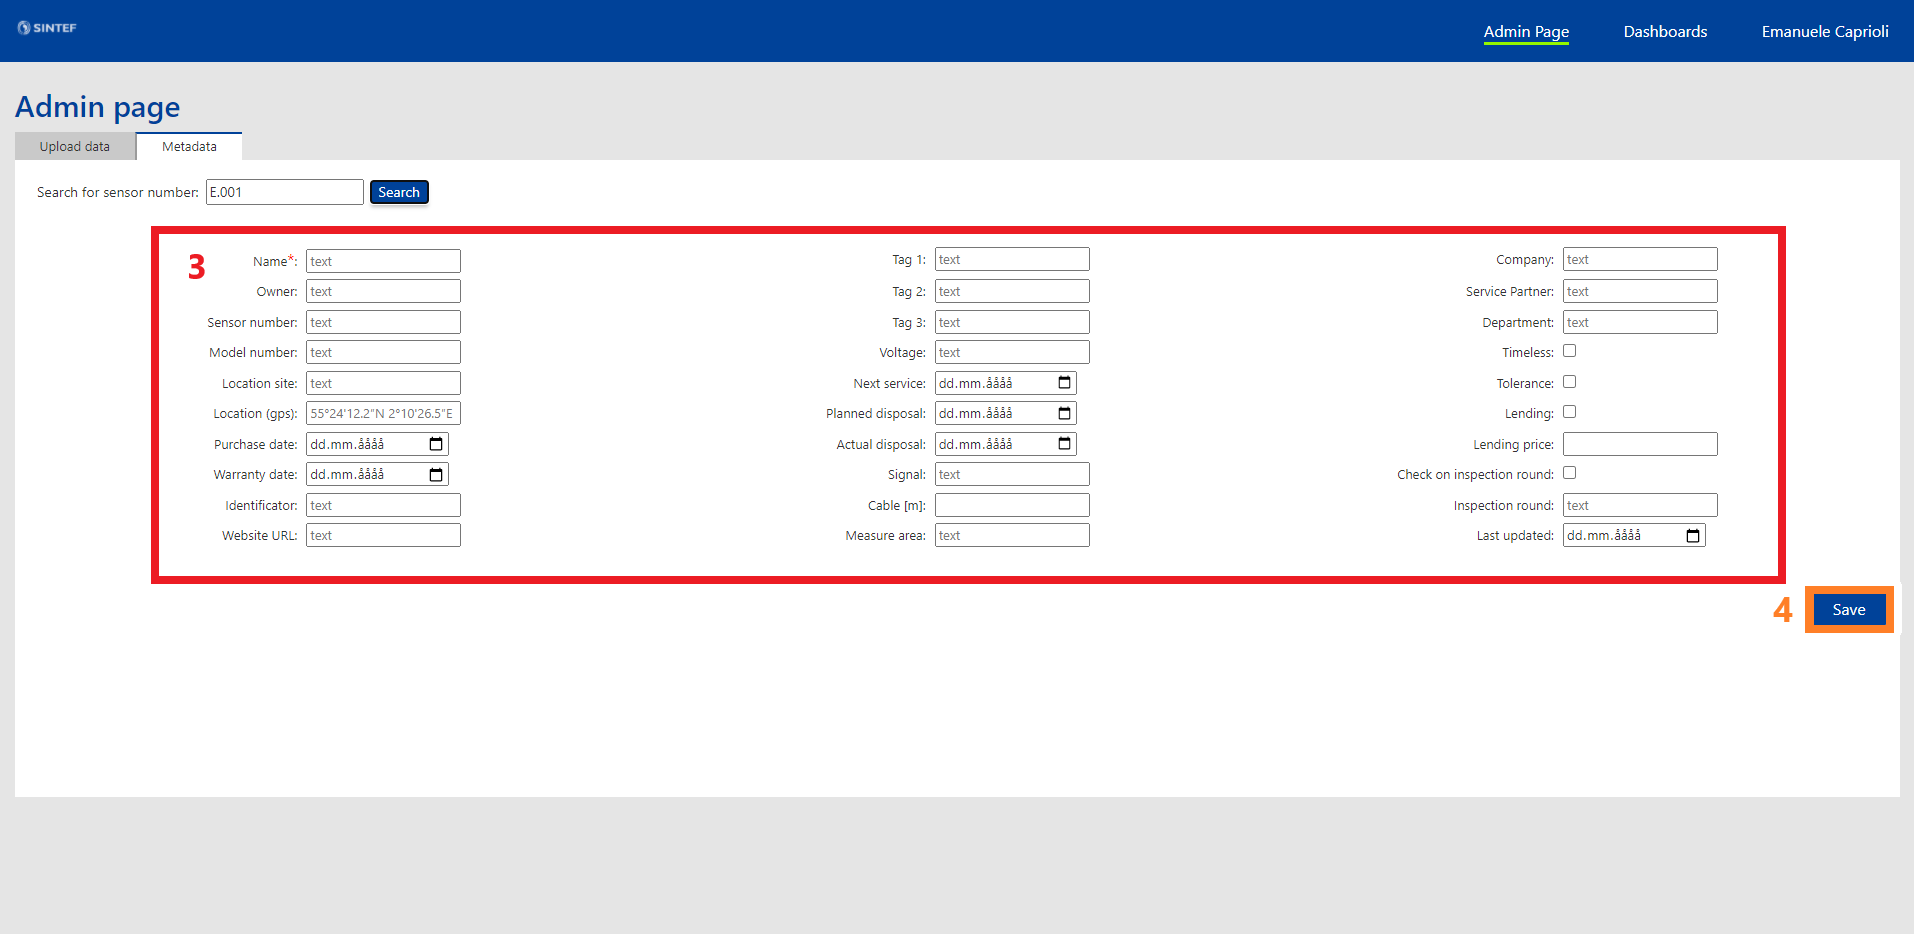 SINTEF
Admin Page Dashboards Emanuele Caprioli
Admin page
Upload data Metadata
Search for sensor number: E.001 Search
3
Name*: text
Owner: text
Sensor number: text
Model number: text
Location site: text
Location (gps): 55°24'12.2"N 2°10'26.5"E
Purchase date: dd.mm.åååå
Warranty date: dd.mm.åååå
Identificator: text
Website URL: text
Tag 1: text
Tag 2: text
Tag 3: text
Voltage: text
Next service: dd.mm.åååå
Planned disposal: dd.mm.åååå
Actual disposal: dd.mm.åååå
Signal: text
Cable [m]:
Measure area: text
Company: text
Service Partner: text
Department: text
Timeless:
Tolerance:
Lending:
Lending price:
Check on inspection round:
Inspection round: text
Last updated: dd.mm.åååå
4 Save